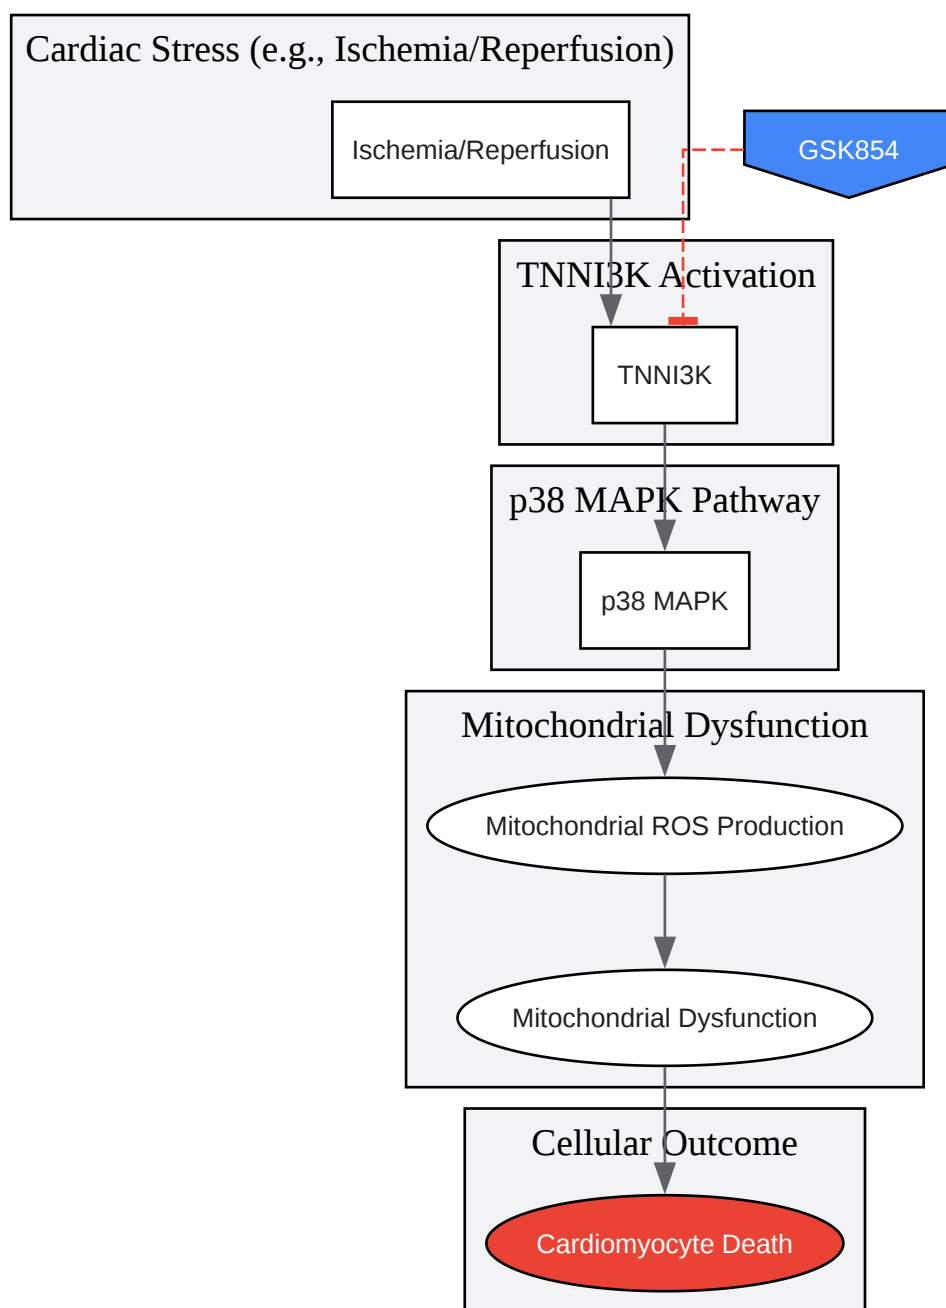 Cardiac Stress (e.g., Ischemia/Reperfusion)
Ischemia/Reperfusion
GSK854
TNNI3K Activation
TNNI3K
p38 MAPK Pathway
p38 MAPK
Mitochondrial Dysfunction
Mitochondrial ROS Production
Mitochondrial Dysfunction
Cellular Outcome
Cardiomyocyte Death